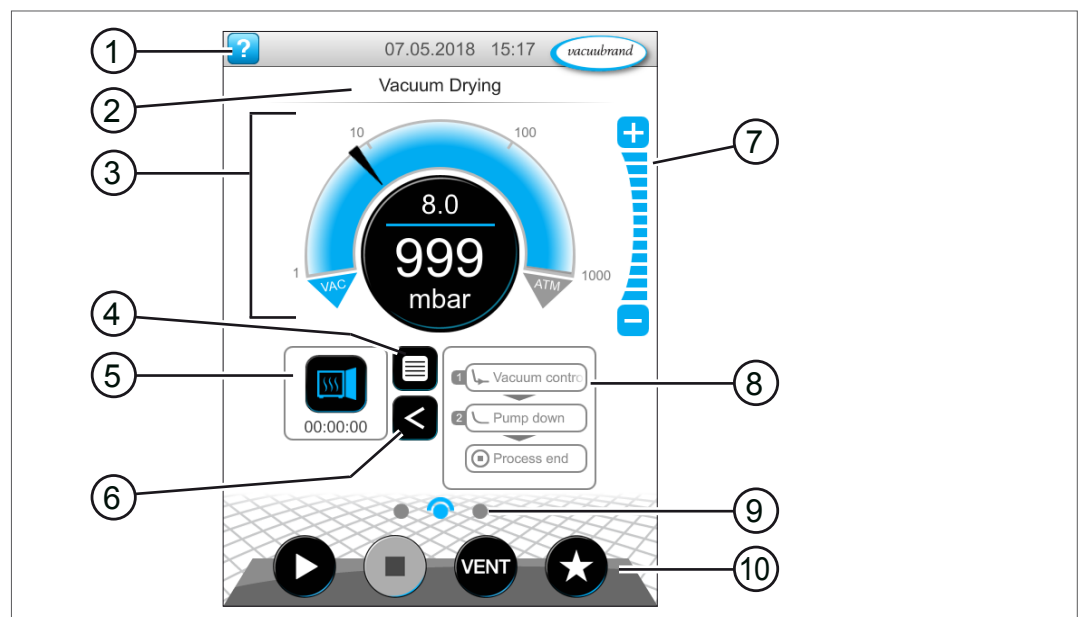 1
?
07.05.2018 15:17
vacuubrand
2
Vacuum Drying
3
10
100
+
7
8.0
999
mbar
1
VAC
ATM
1000
−
4
5
00:00:00
<
6
1 Vacuum contro
2 Pump down
Process end
8
9
VENT
10